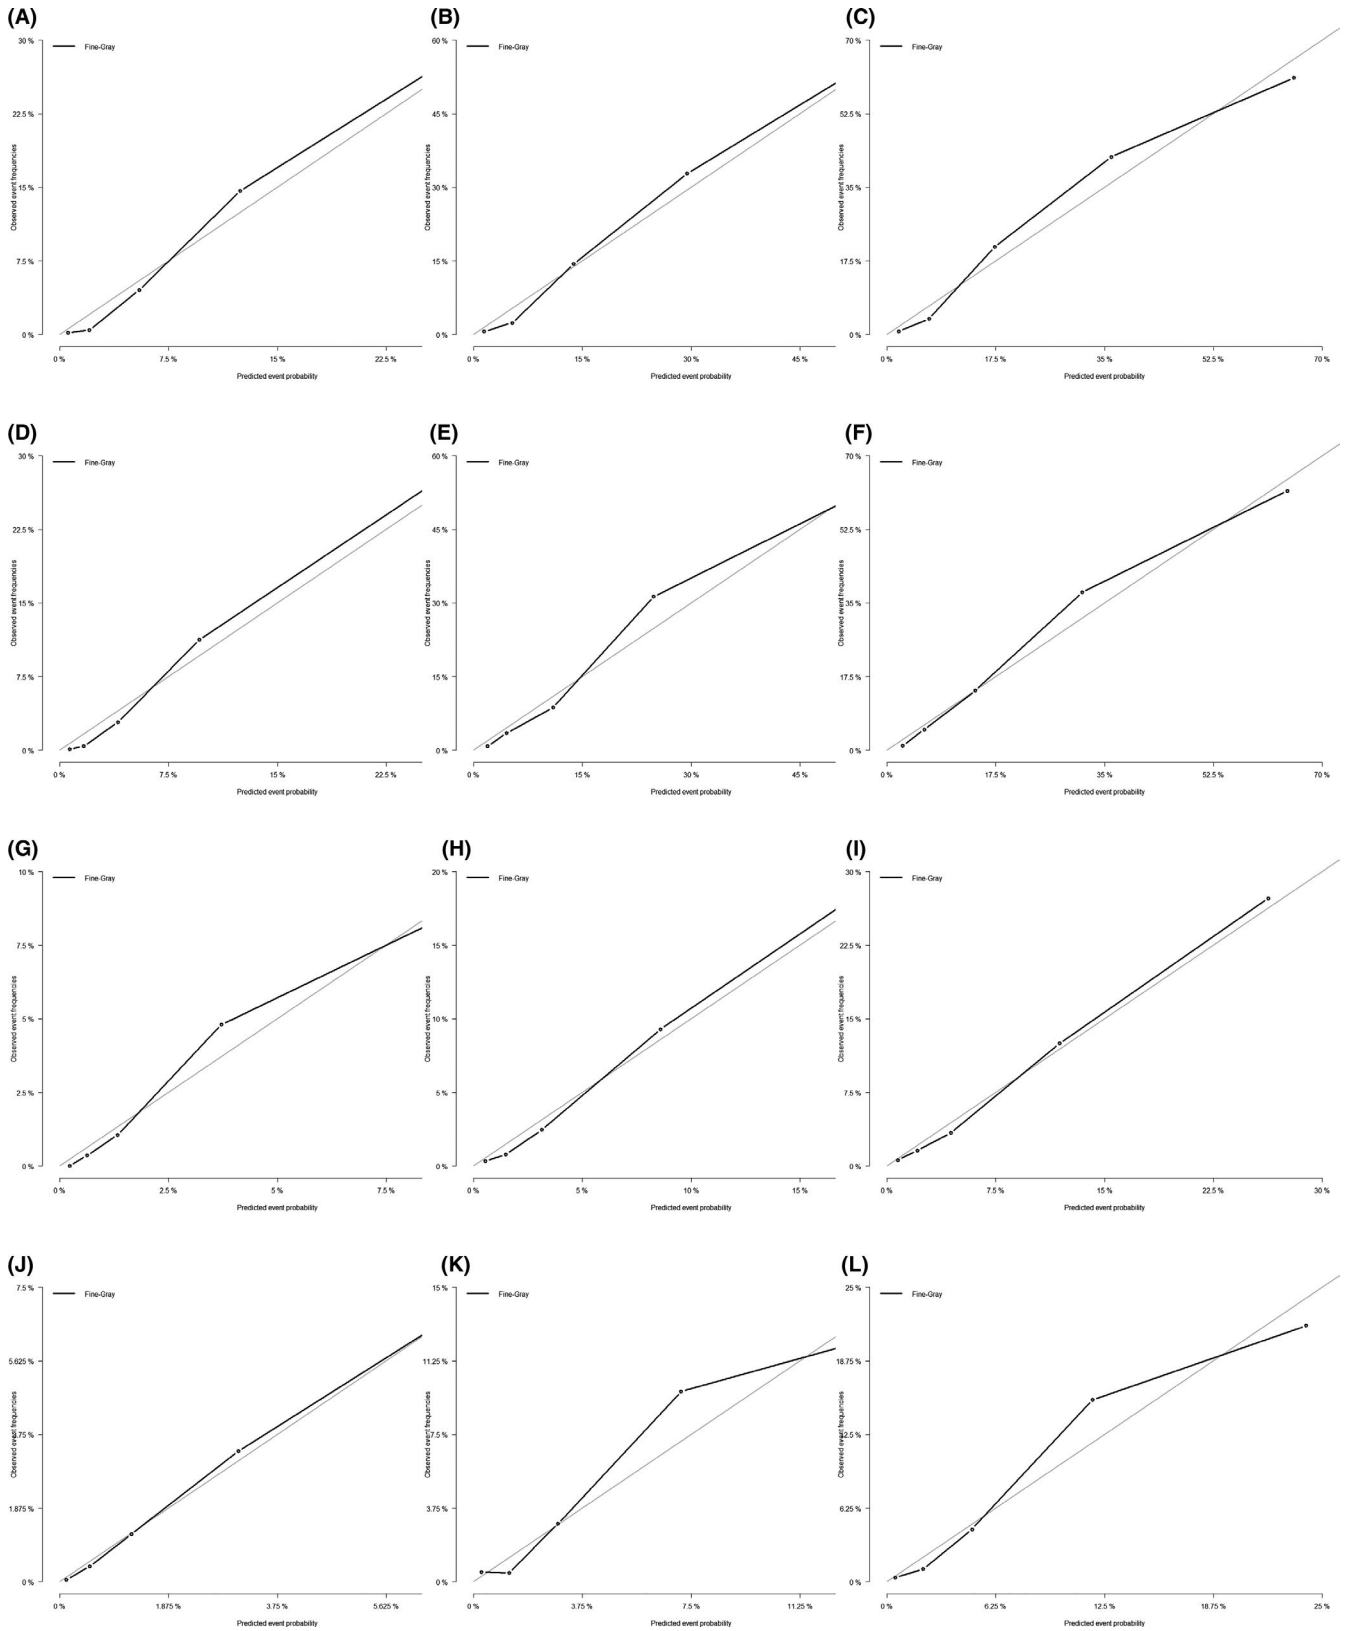 (A)
(B)
(C)
30 %
Fine-Gray
60 %
Fine-Gray
70 %
Fine-Gray
22.5 %
45 %
52.5 %
Observed event frequencies
Observed event frequencies
Observed event frequencies
15 %
30 %
35 %
7.5 %
15 %
17.5 %
0 %
0 %
0 %
0 % 7.5 % 15 % 22.5 %
0 % 15 % 30 % 45 %
0 % 17.5 % 35 % 52.5 % 70 %
Predicted event probability
Predicted event probability
Predicted event probability
(D)
(E)
(F)
30 %
Fine-Gray
60 %
Fine-Gray
70 %
Fine-Gray
22.5 %
45 %
52.5 %
Observed event frequencies
Observed event frequencies
Observed event frequencies
15 %
30 %
35 %
7.5 %
15 %
17.5 %
0 %
0 %
0 %
0 % 7.5 % 15 % 22.5 %
0 % 15 % 30 % 45 %
0 % 17.5 % 35 % 52.5 % 70 %
Predicted event probability
Predicted event probability
Predicted event probability
(G)
(H)
(I)
10 %
Fine-Gray
20 %
Fine-Gray
30 %
Fine-Gray
7.5 %
15 %
22.5 %
Observed event frequencies
Observed event frequencies
Observed event frequencies
5 %
10 %
15 %
2.5 %
5 %
7.5 %
0 %
0 %
0 %
0 % 2.5 % 5 % 7.5 %
0 % 5 % 10 % 15 %
0 % 7.5 % 15 % 22.5 % 30 %
Predicted event probability
Predicted event probability
Predicted event probability
(J)
(K)
(L)
7.5 %
Fine-Gray
15 %
Fine-Gray
25 %
Fine-Gray
5.625 %
11.25 %
18.75 %
Observed event frequencies
Observed event frequencies
Observed event frequencies
3.75 %
7.5 %
12.5 %
1.875 %
3.75 %
6.25 %
0 %
0 %
0 %
0 % 1.875 % 3.75 % 5.625 %
0 % 3.75 % 7.5 % 11.25 %
0 % 6.25 % 12.5 % 18.75 % 25 %
Predicted event probability
Predicted event probability
Predicted event probability